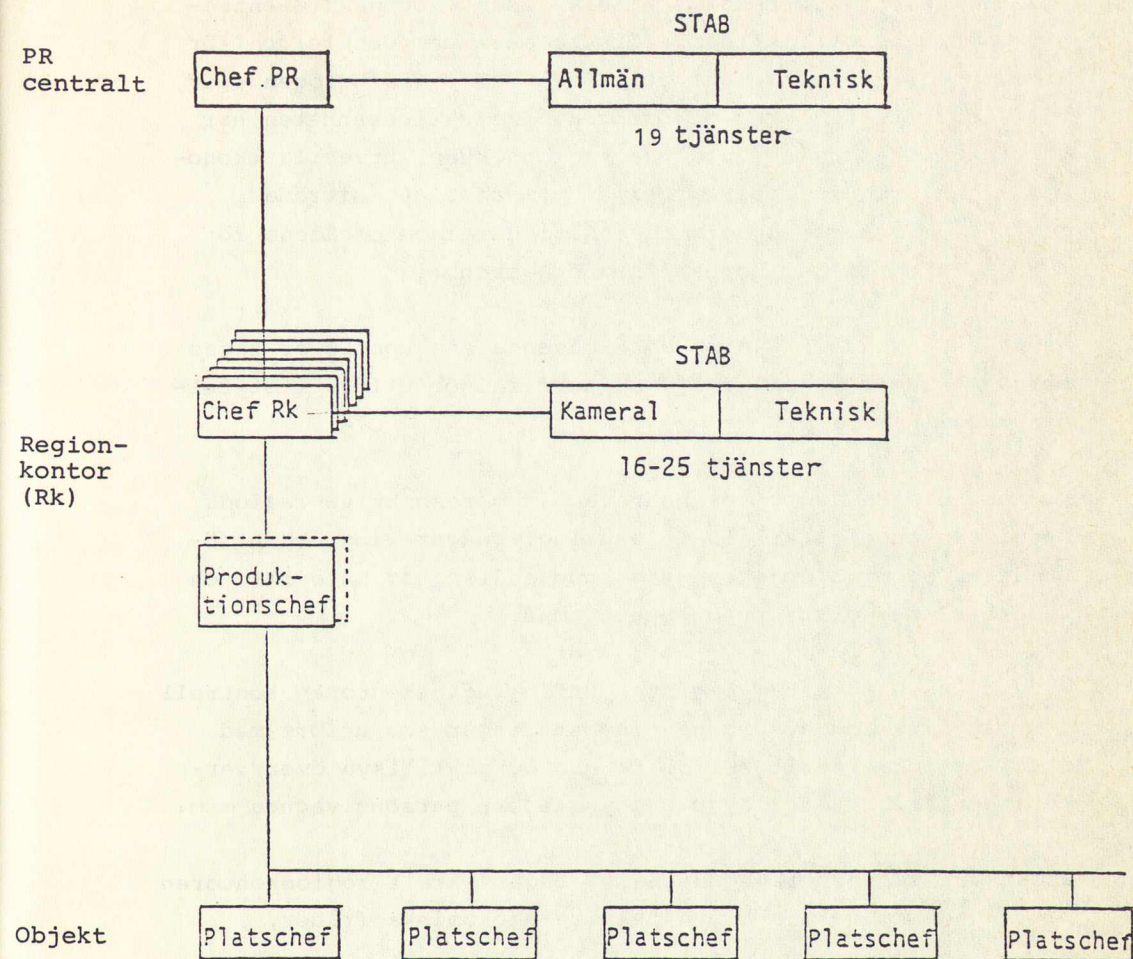 STAB
PR
centralt
Chef PR
Allmän Teknisk
19 tjänster
STAB
Chef Rk
Kameral Teknisk
Region-
kontor
(Rk)
16-25 tjänster
Produk-
tionschef
Objekt
Platschef Platschef Platschef Platschef Platschef